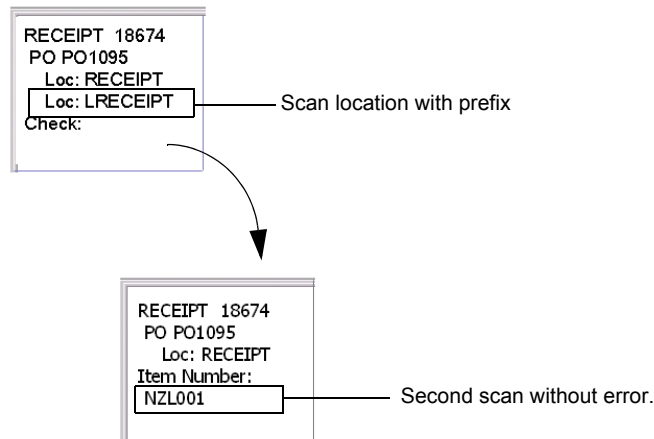 RECEIPT 18674
PO PO1095
Loc: RECEIPT
Loc: LRECEIPT
Scan location with prefix
Check:
RECEIPT 18674
PO PO1095
Loc: RECEIPT
Item Number:
NZL001
Second scan without error.